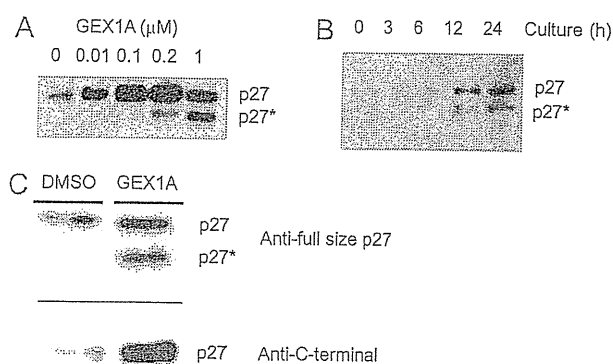 A
GEX1A (μM)
0 0.01 0.1 0.2 1
p27
p27*
B
0 3 6 12 24 Culture (h)
p27
p27*
C
DMSO GEX1A
p27
p27*
Anti-full size p27
p27 Anti-C-terminal